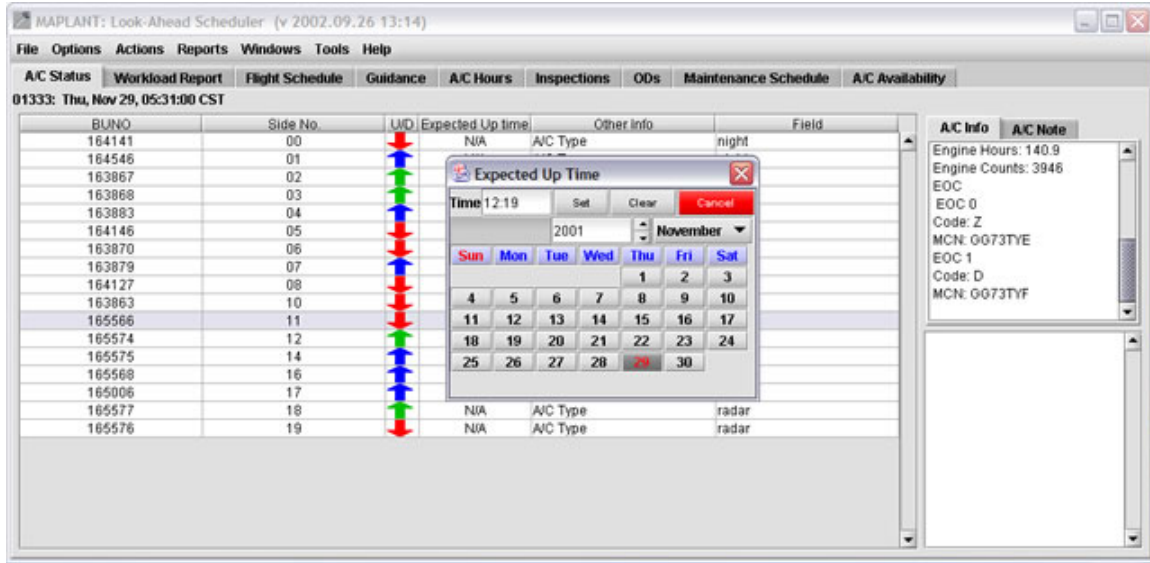 MAPLANT: Look-Ahead Scheduler (v 2002.09.26 13:14)
File Options Actions Reports Windows Tools Help
A/C Status Workload Report Flight Schedule Guidance A/C Hours Inspections ODs Maintenance Schedule A/C Availability
01333: Thu, Nov 29, 05:31:00 CST
BUNO Side No. U/D Expected Up time Other Info Field
164141 00 N/A A/C Type night
164546 01
163867 02
163868 03
163883 04
164146 05
163870 06
163879 07
164127 08
163863 10
165566 11
165574 12
165575 14
165568 16
165006 17
165577 18 N/A A/C Type radar
165576 19 N/A A/C Type radar
Expected Up Time
Time 12:19 Set Clear Cancel
2001 November
Sun Mon Tue Wed Thu Fri Sat
1 2 3
4 5 6 7 8 9 10
11 12 13 14 15 16 17
18 19 20 21 22 23 24
25 26 27 28 29 30
A/C Info A/C Note
Engine Hours: 140.9
Engine Counts: 3946
EOC
EOC 0
Code: Z
MCN: GG73TYE
EOC 1
Code: D
MCN: GG73TYF